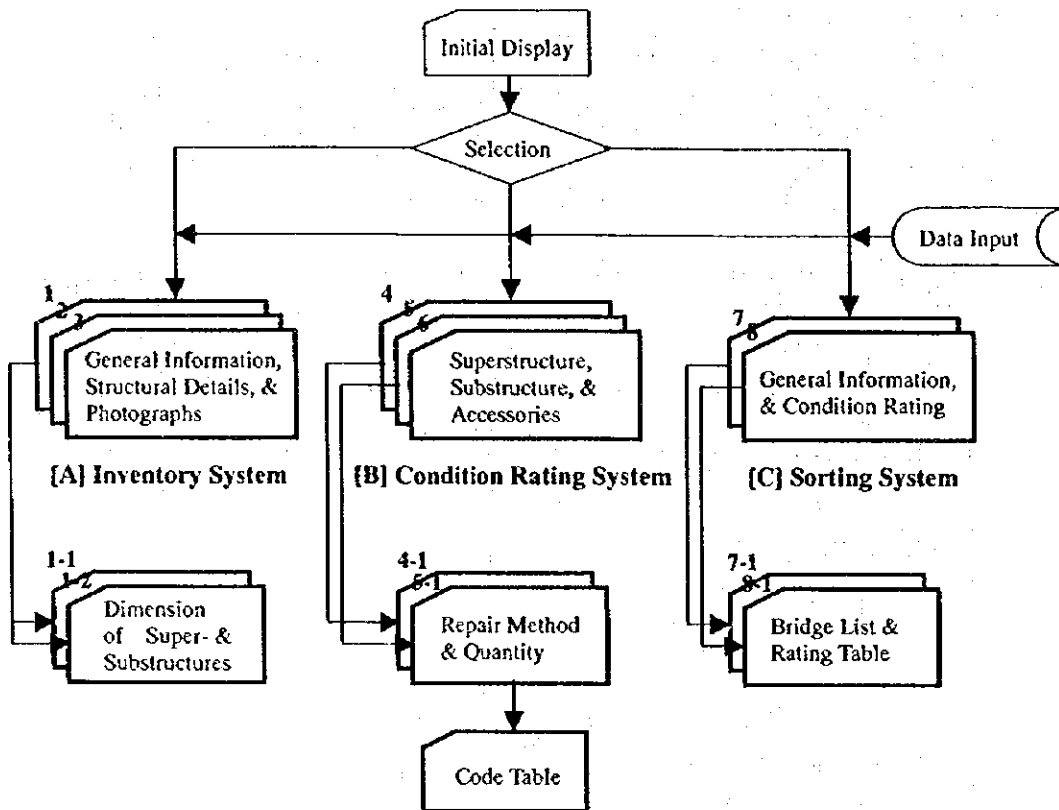 Initial Display
Selection
Data Input
1
2
3
General Information,
Structural Details, &
Photographs
4
5
6
Superstructure,
Substructure, &
Accessories
7
8
General Information,
& Condition Rating
[A] Inventory System
[B] Condition Rating System
[C] Sorting System
1-1
1-2
Dimension
of Super- &
Substructures
4-1
5-1
Repair Method
& Quantity
7-1
8-1
Bridge List &
Rating Table
Code Table